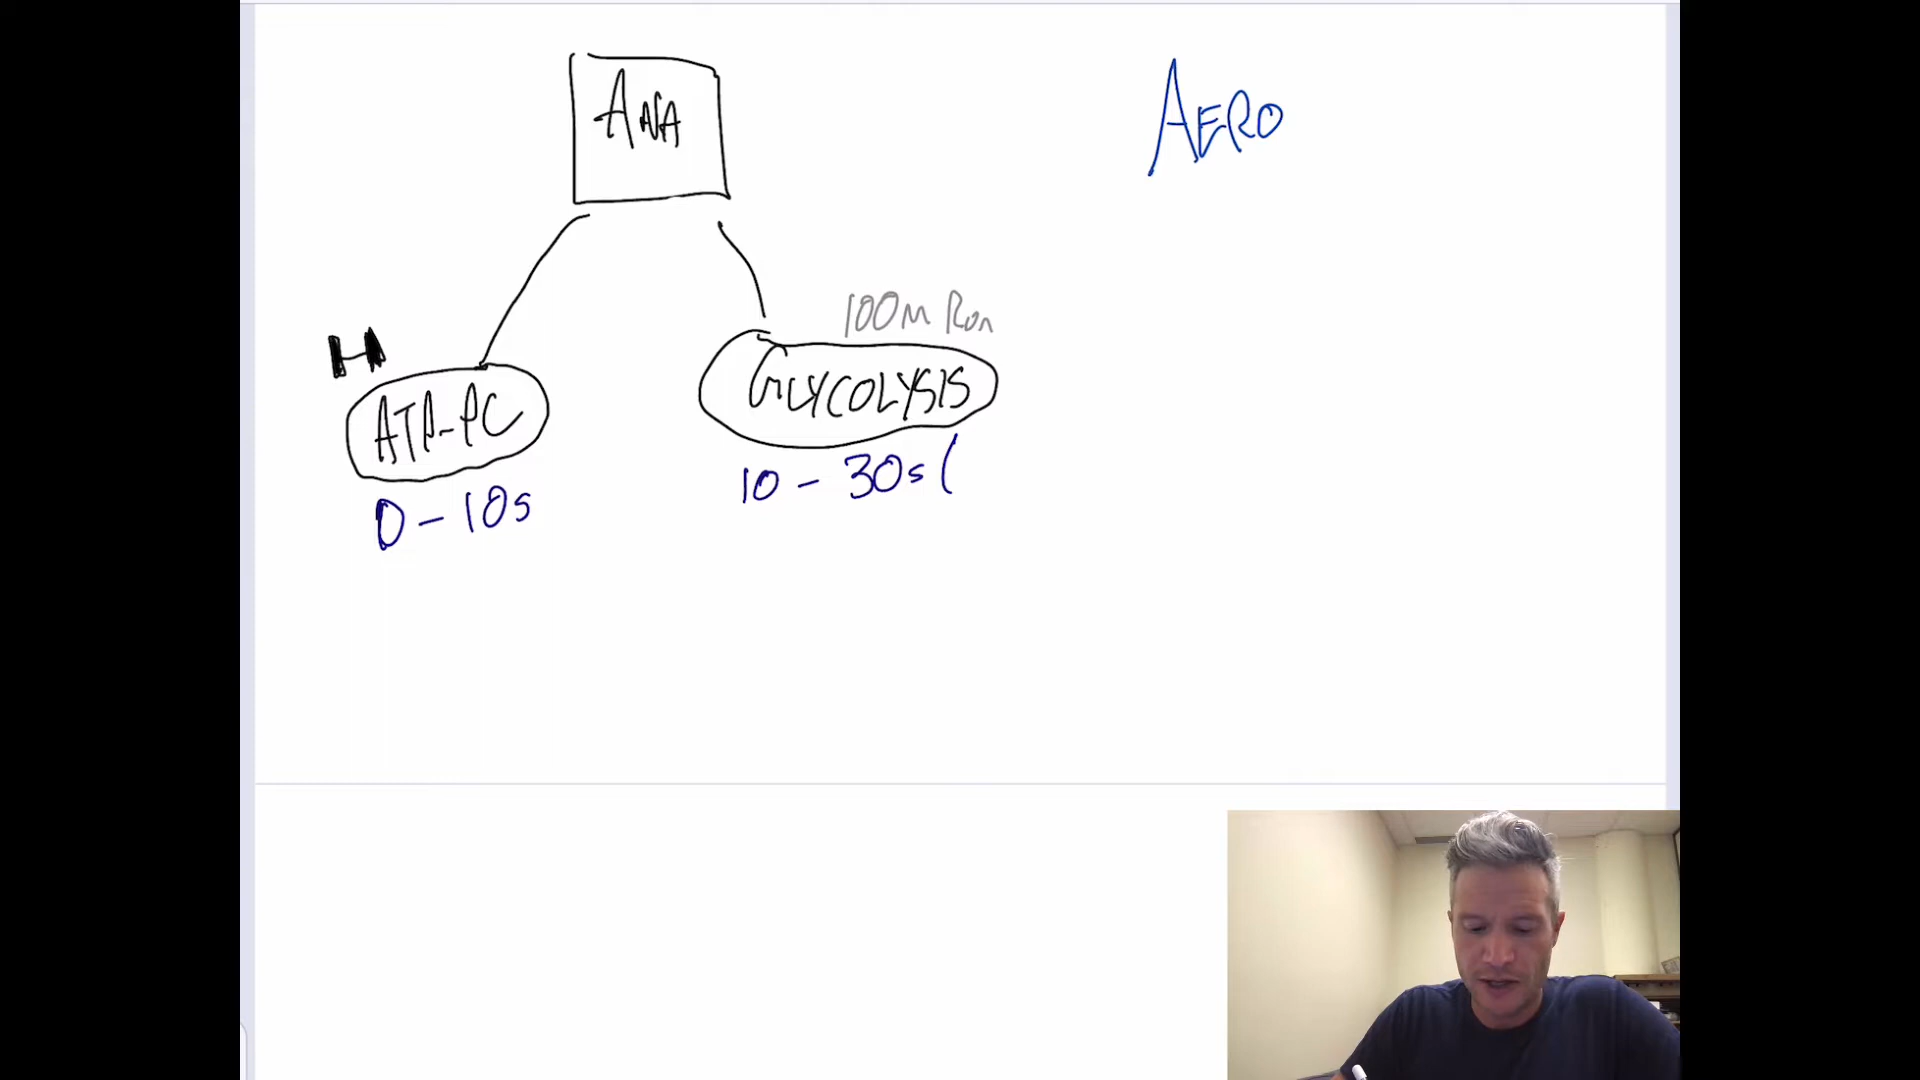 ANA
AERO
100m Run
GLYCOLYSIS
10 - 30s (
ATP-PC
0 - 10s